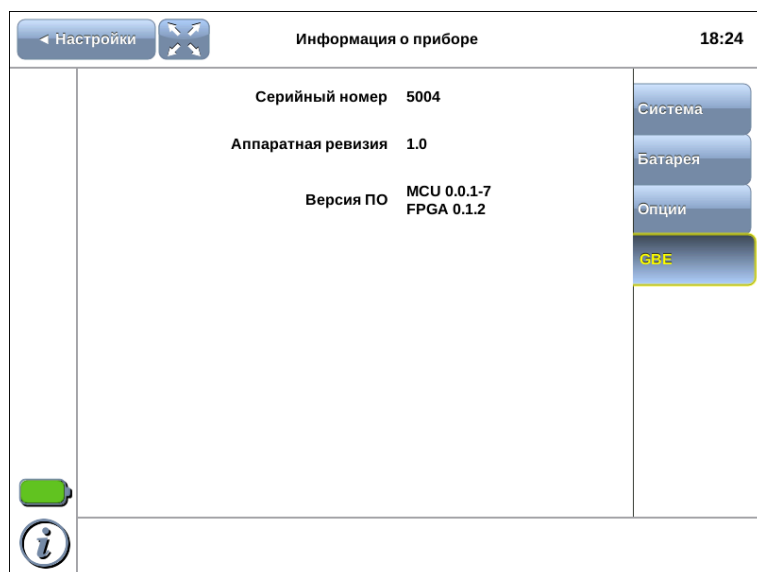 ◄ Настройки
Информация о приборе
18:24
Серийный номер 5004
Аппаратная ревизия 1.0
Версия ПО MCU 0.0.1-7
FPGA 0.1.2
Система
Батарея
Опции
GBE
i